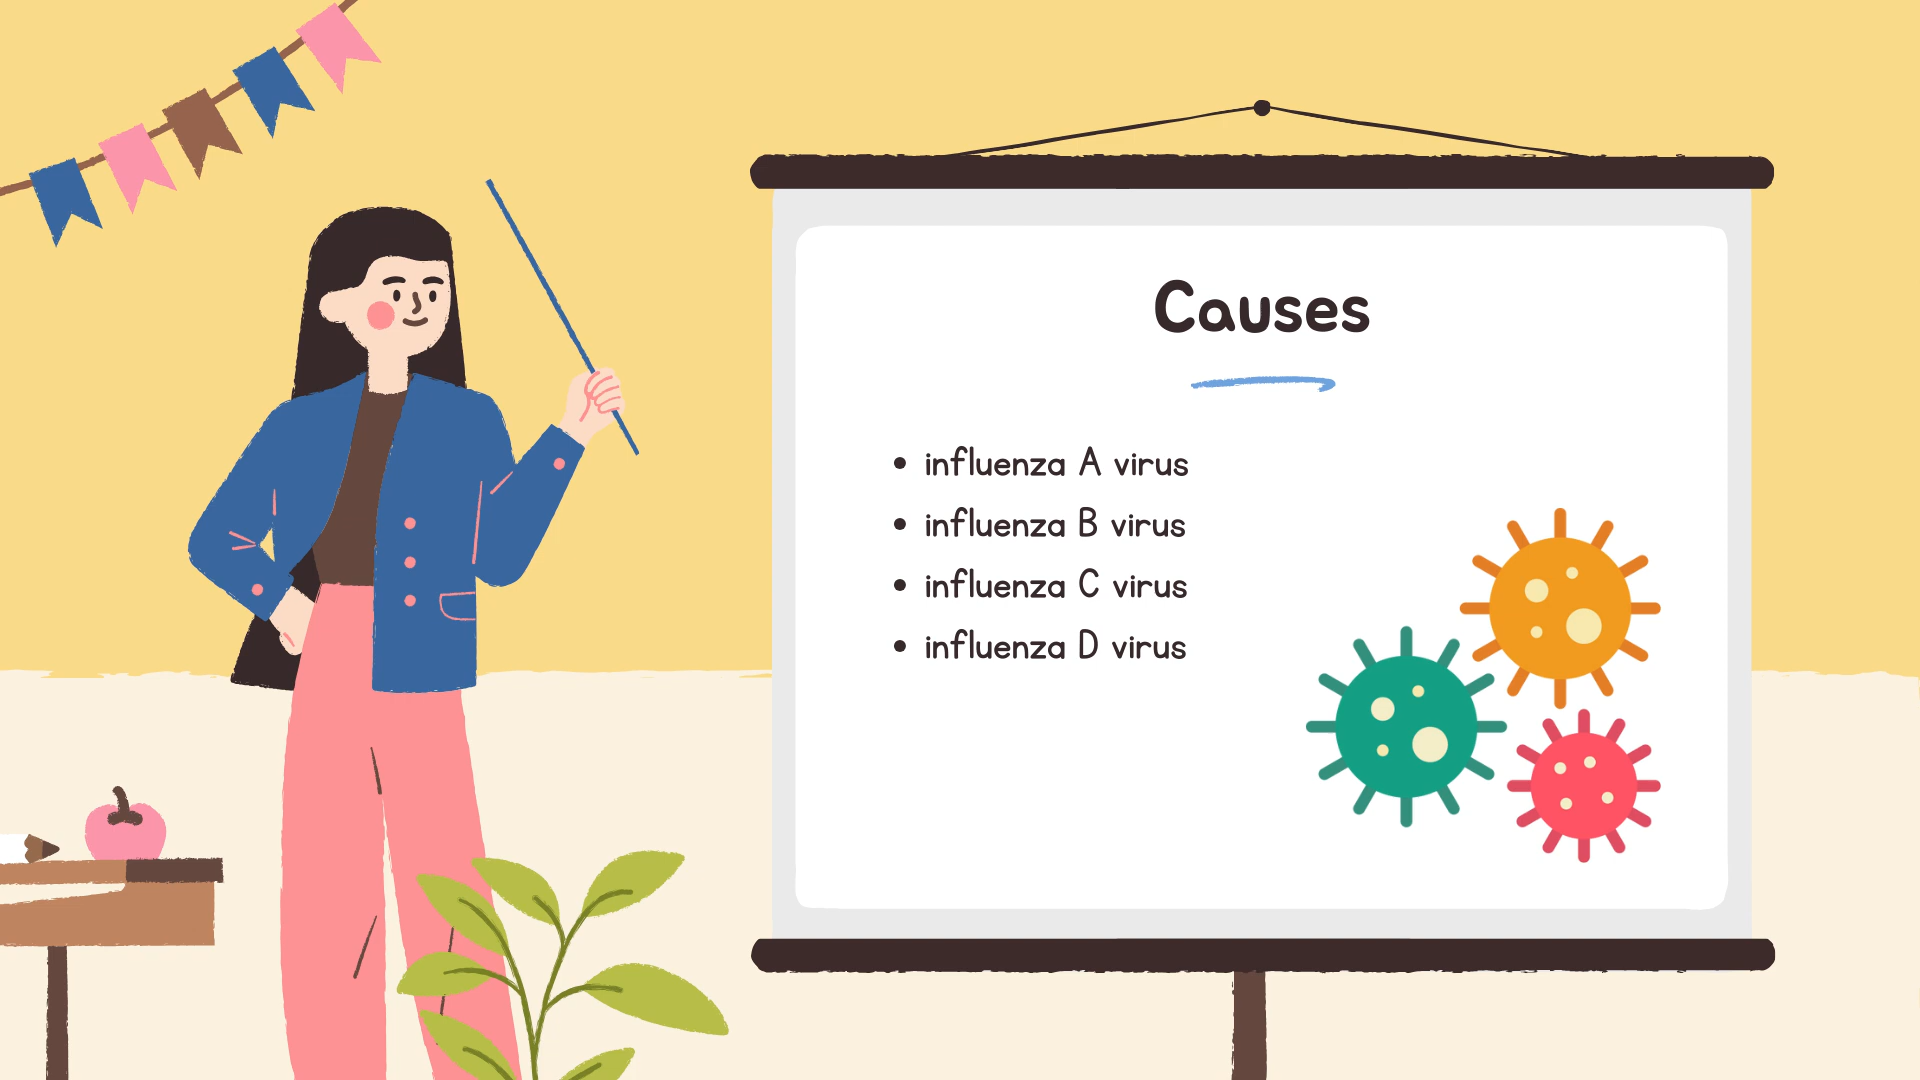 Causes
• influenza A virus
• influenza B virus
• influenza C virus
• influenza D virus